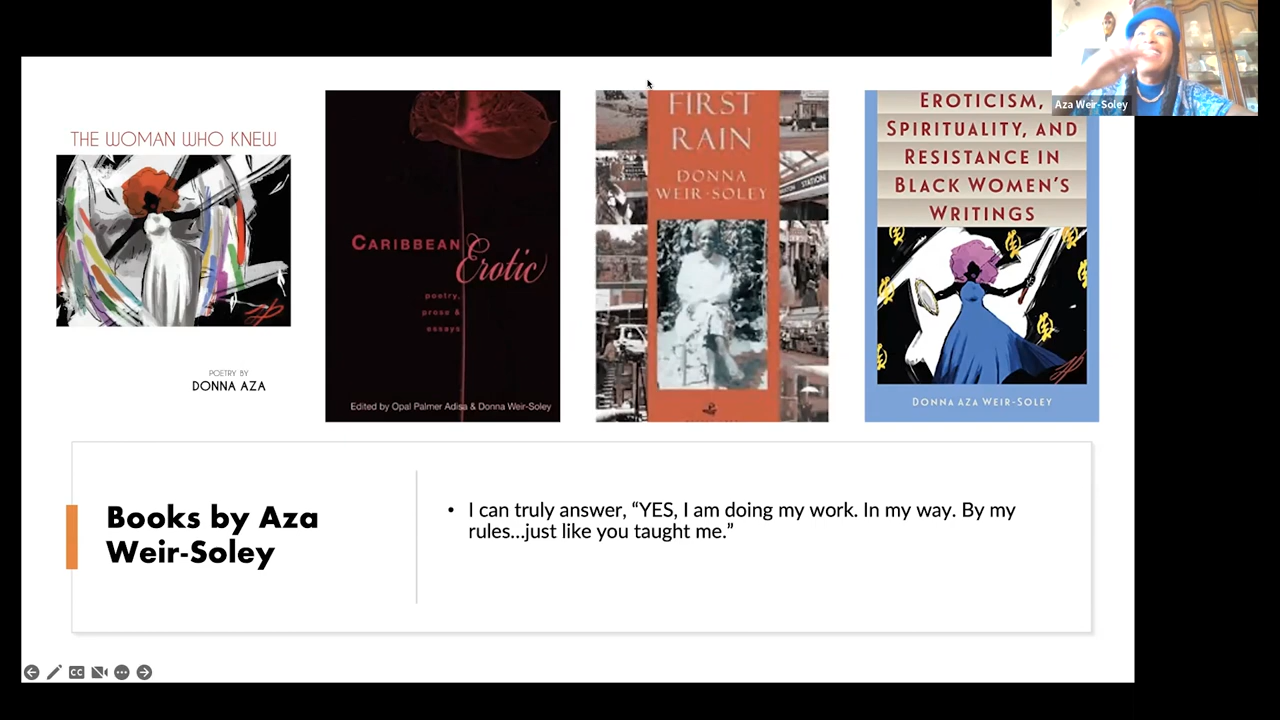 Aza Weir-Soley
THE WOMAN WHO KNEW
POETRY BY
DONNA AZA
CARIBBEAN
Erotic
poetry,
prose &
essays
Edited by Opal Palmer Adisa & Donna Weir-Soley
FIRST
RAIN
DONNA
WEIR-SOLEY
STATION
EROTICISM,
SPIRITUALITY, AND
RESISTANCE IN
BLACK WOMEN'S
WRITINGS
DONNA AZA WEIR-SOLEY
Books by Aza
Weir-Soley
• I can truly answer, “YES, I am doing my work. In my way. By my
rules...just like you taught me.”
CC